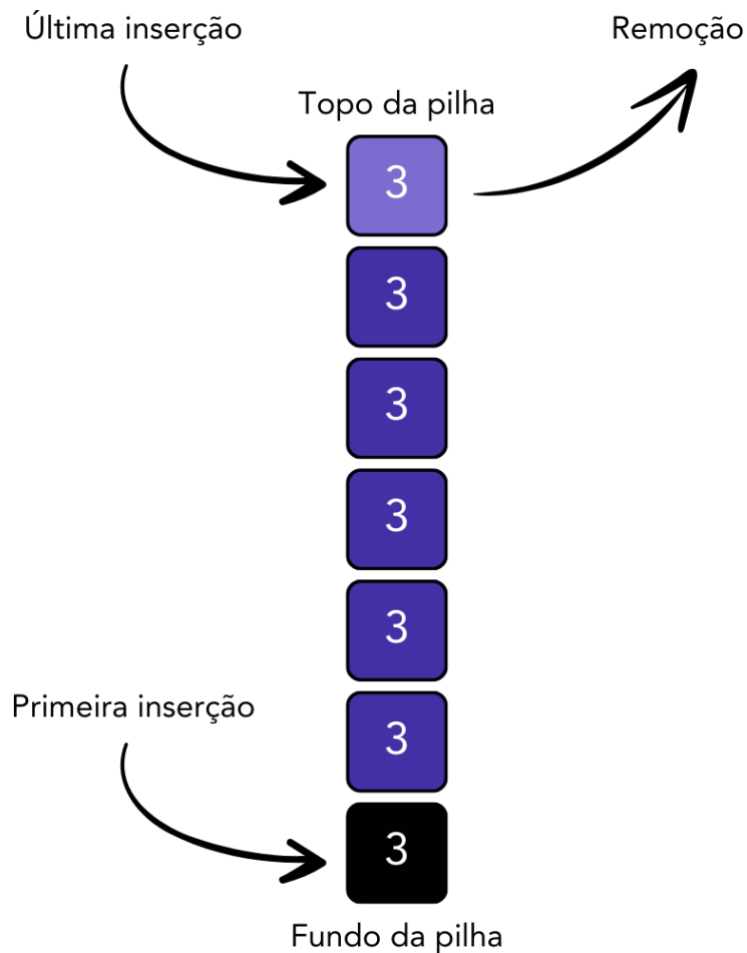 Última inserção
Remoção
Topo da pilha
3
3
3
3
3
3
Primeira inserção
3
Fundo da pilha